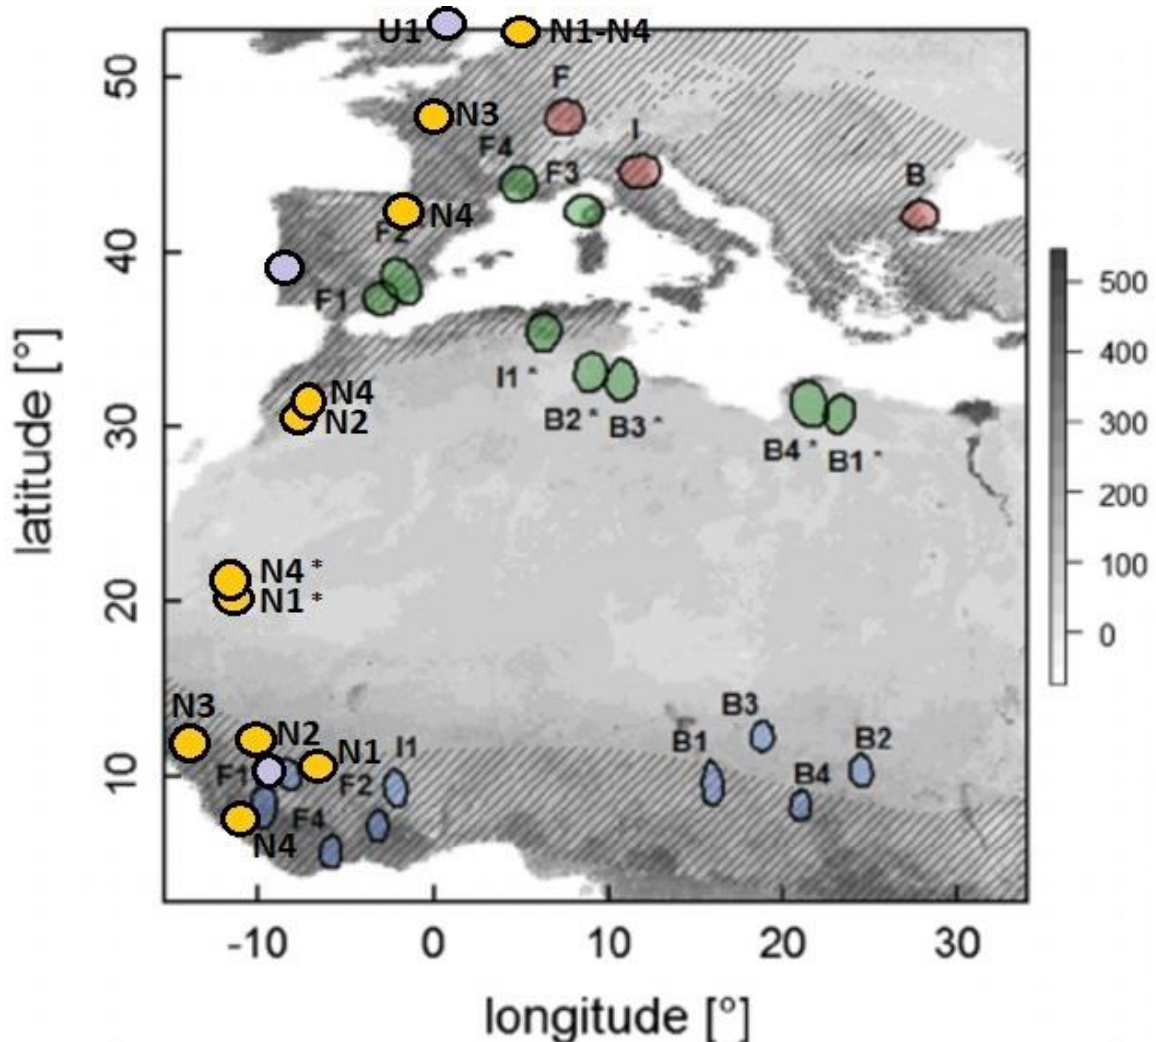 U1
N1-N4
50
F
N3
F4
I
F3
B
N4
F2
40
F1
500
I1 *
400
N4
N2
B2 *
B3 *
30
300
B4 *
B1 *
200
N4 *
N1 *
20
100
0
N3
B3
N2
I1
B1
B2
N1
10
F1
F2
B4
F4
N4
latitude [°]
-10 0 10 20 30
longitude [°]